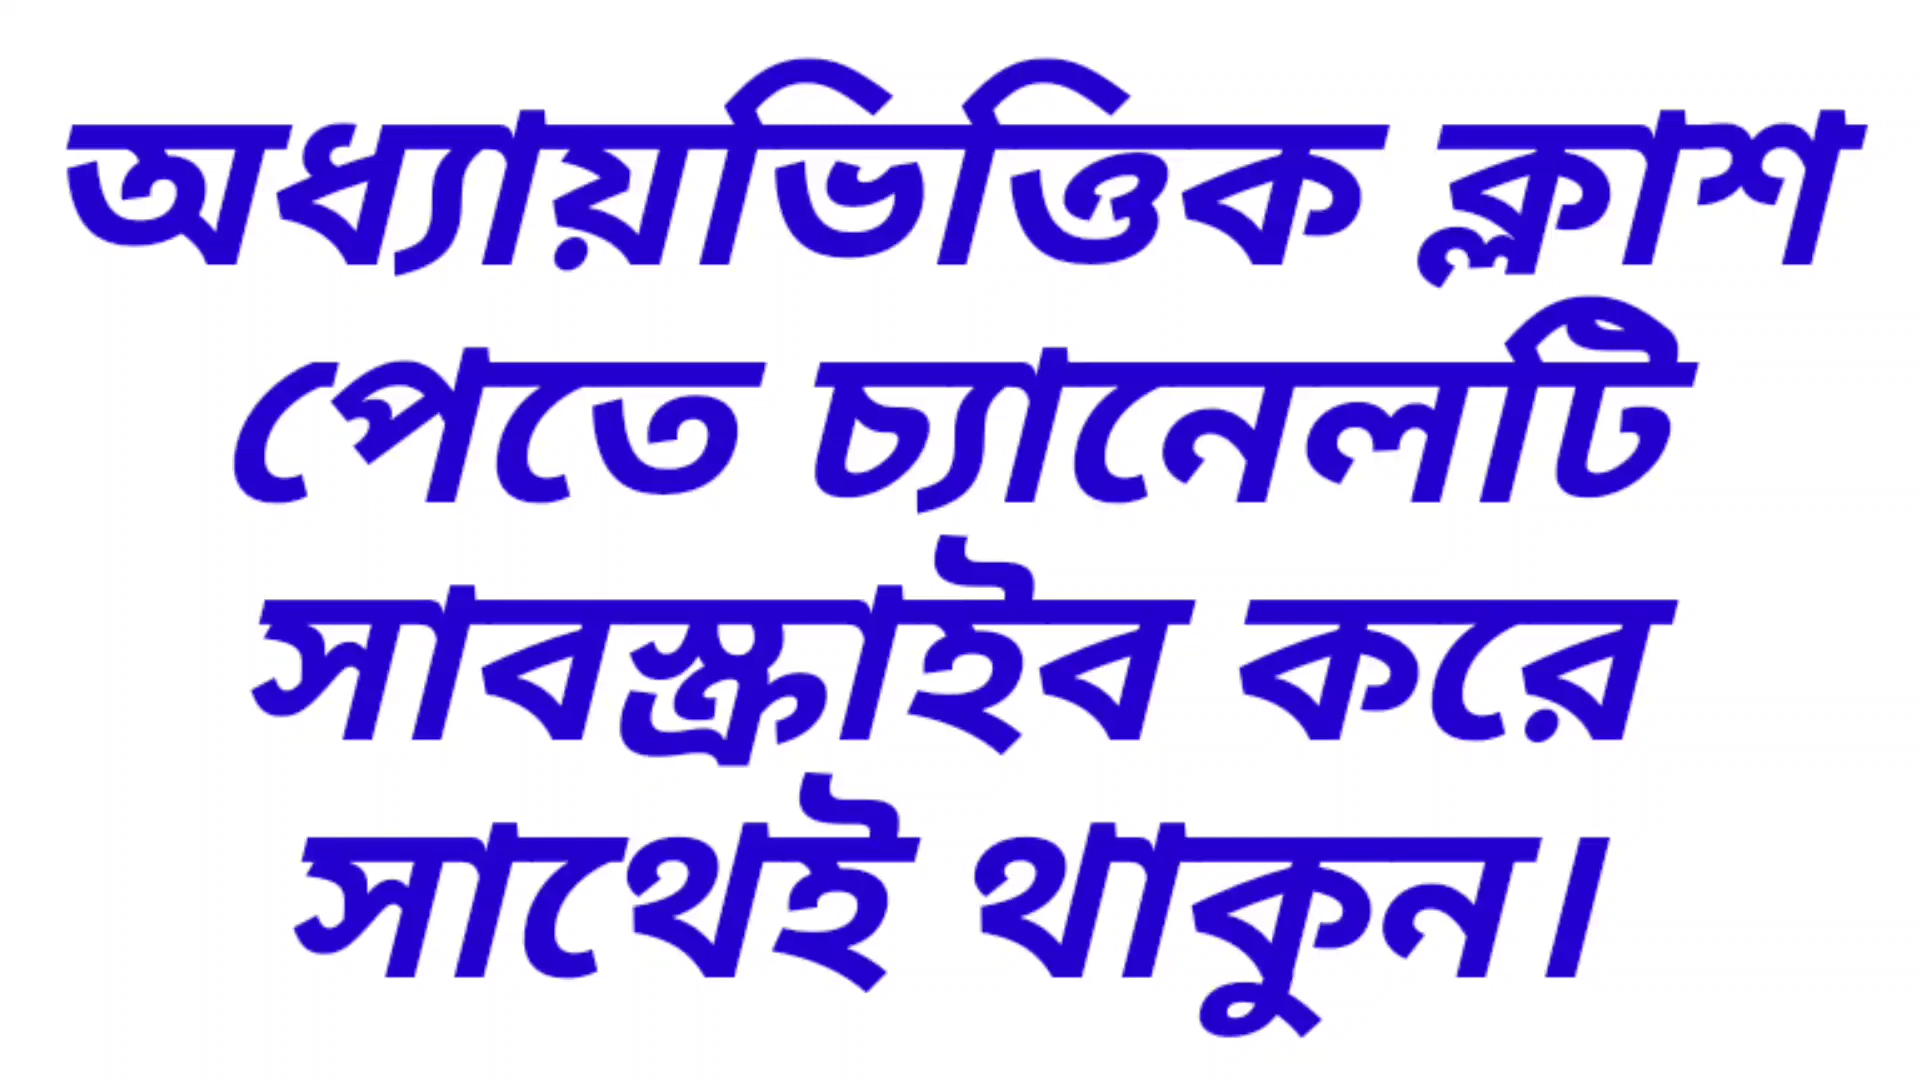 অধ্যায়ভিত্তিক ক্লাশ
পেতে চ্যানেলটি
সাবস্ক্রাইব করে
সাথেই থাকুন।